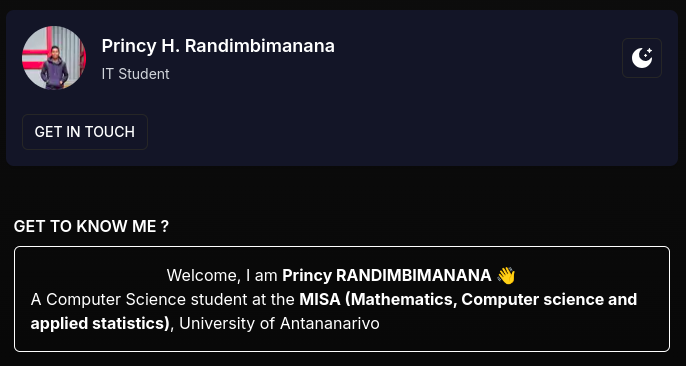 Princy H. Randimbimanana
IT Student
GET IN TOUCH
GET TO KNOW ME ?
Welcome, I am Princy RANDIMBIMANANA 👋
A Computer Science student at the MISA (Mathematics, Computer science and
applied statistics), University of Antananarivo